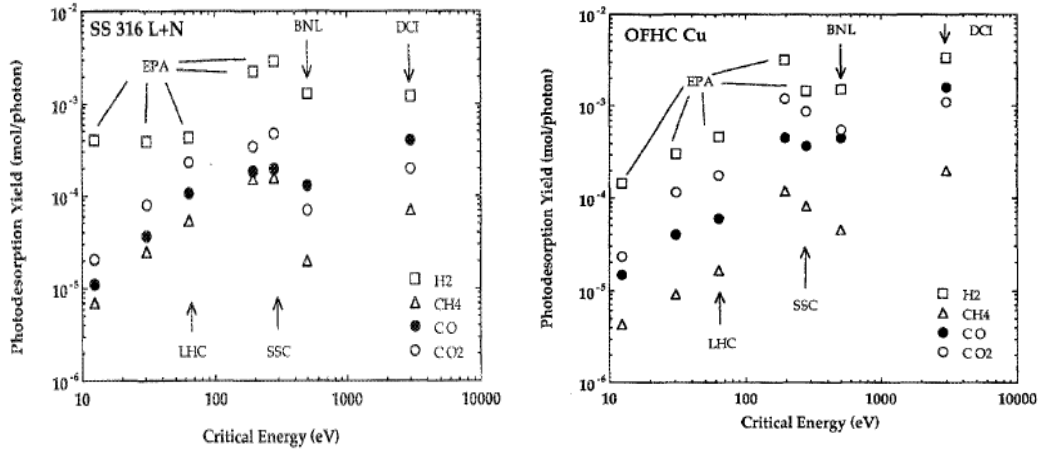 SS 316 L+N
BNL
DCI
EPA
LHC
SSC
H2
CH4
CO
CO2
10⁻²
10⁻³
10⁻⁴
10⁻⁵
10⁻⁶
10
100
1000
10000
Photodesorption Yield (mol/photon)
Critical Energy (eV)
OFHC Cu
BNL
DCI
EPA
LHC
SSC
H2
CH4
CO
CO2
10⁻²
10⁻³
10⁻⁴
10⁻⁵
10⁻⁶
10
100
1000
10000
Photodesorption Yield (mol/photon)
Critical Energy (eV)